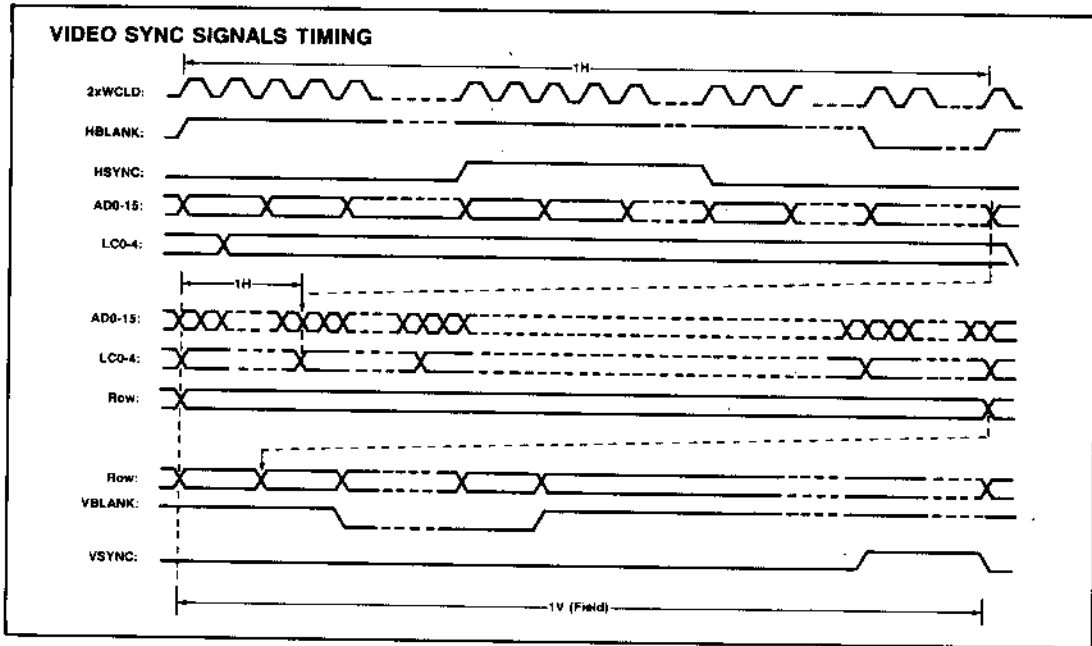 VIDEO SYNC SIGNALS TIMING
1H
2xWCLD:
HBLANK:
HSYNC:
AD0-15:
LC0-4:
1H
AD0-15:
LC0-4:
Row:
Row:
VBLANK:
VSYNC:
1V (Field)